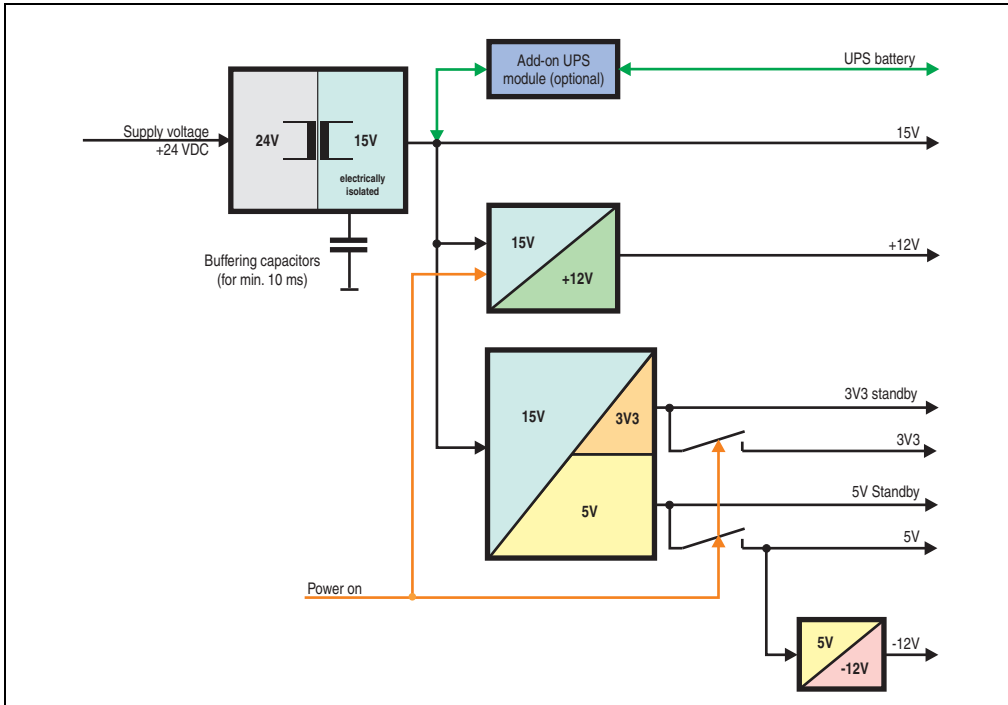 Add-on UPS
module (optional)
UPS battery
Supply voltage
+24 VDC
24V
15V
electrically
isolated
15V
Buffering capacitors
(for min. 10 ms)
15V
+12V
+12V
15V
3V3
5V
3V3 standby
3V3
5V Standby
5V
Power on
5V
-12V
-12V